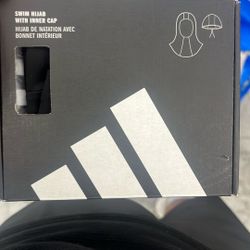 SWIM HIJAB
WITH INNER CAP
HIJAB DE NATATION AVEC
BONNET INTÉRIEUR